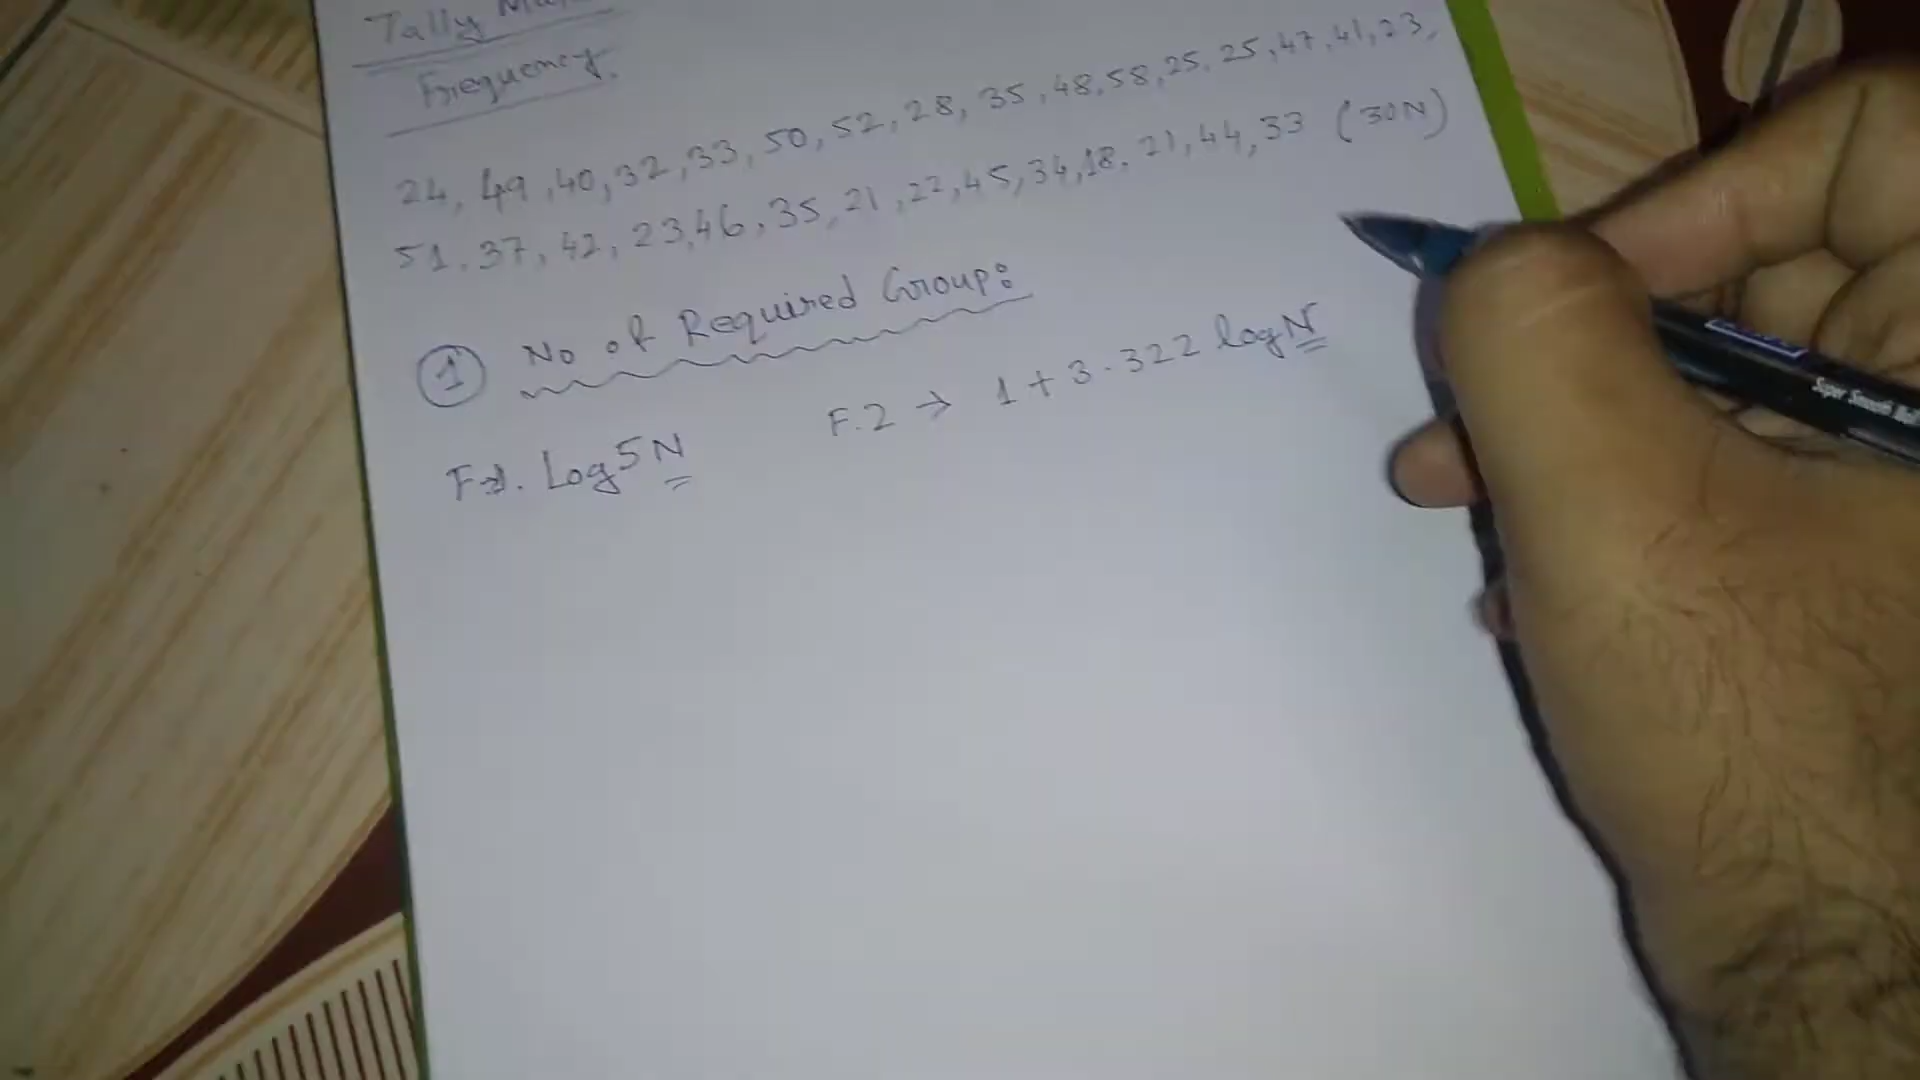 Tally
Frequency.
24, 49, 40, 32, 33, 50, 52, 28, 35, 48, 58, 25, 25, 47, 41, 23,
51, 37, 42, 23, 46, 35, 21, 22, 45, 34, 18, 21, 44, 33 (30N)
1 No of Required Group:
F.1. Log 5 N F.2 → 1 + 3.322 log N
Super Smooth